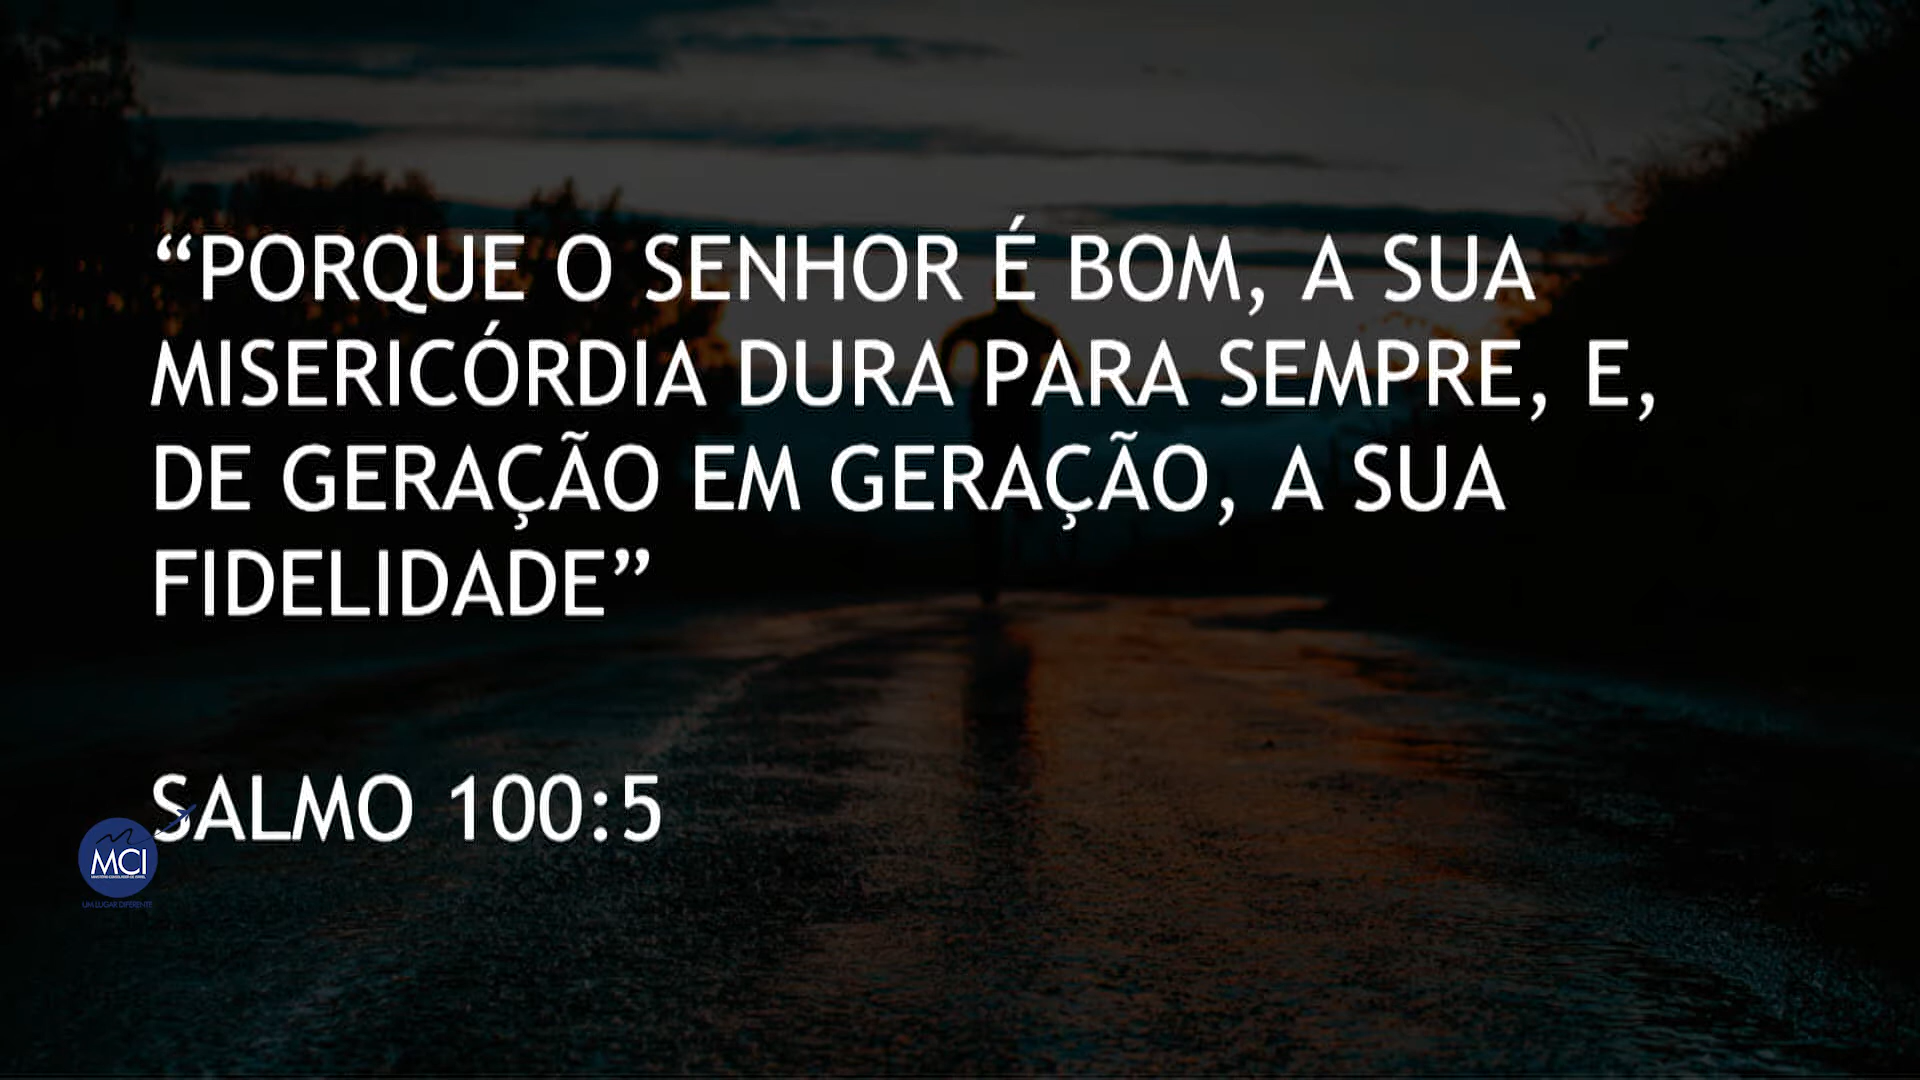 “PORQUE O SENHOR É BOM, A SUA
MISERICÓRDIA DURA PARA SEMPRE, E,
DE GERAÇÃO EM GERAÇÃO, A SUA
FIDELIDADE”
SALMO 100:5
MCI
UM LUGAR DIFERENTE